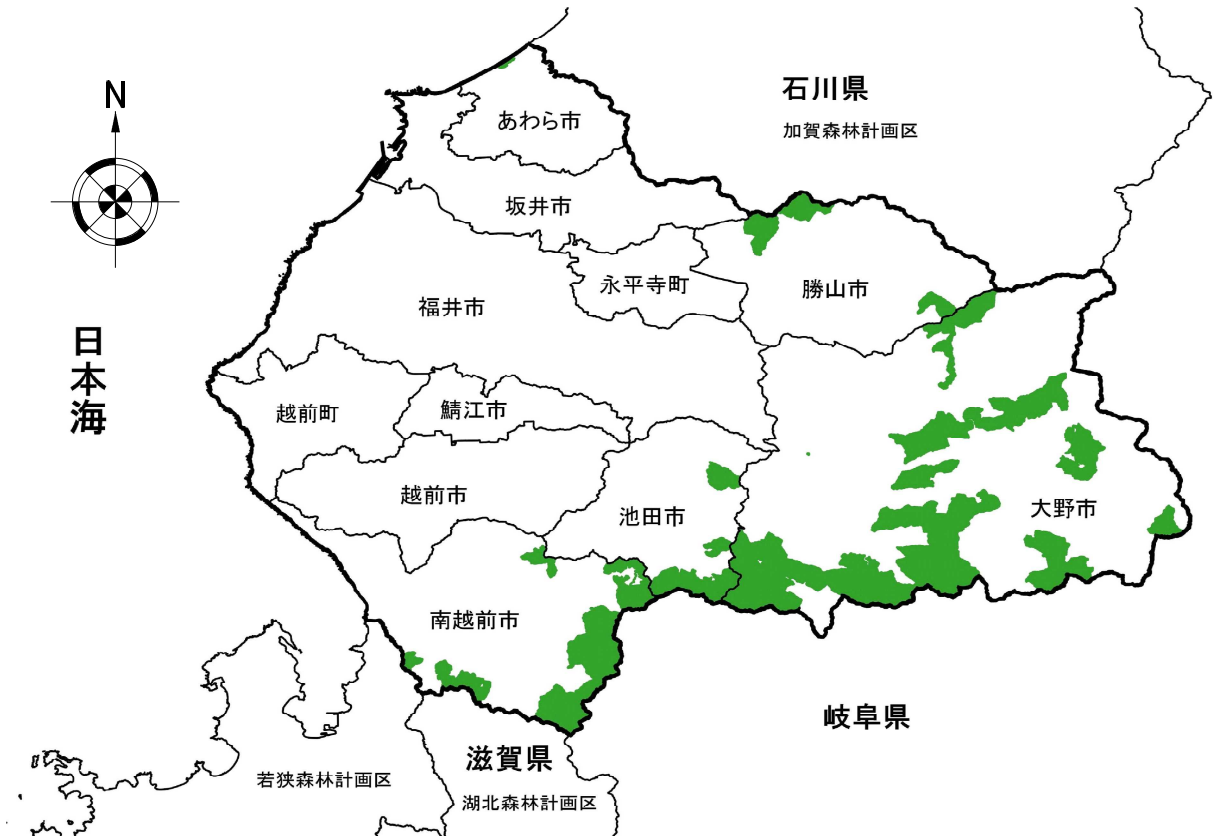 N
石川県
加賀森林計画区
あわら市
坂井市
永平寺町
勝山市
福井市
日本海
越前町
鯖江市
越前市
池田市
大野市
南越前市
岐阜県
滋賀県
若狭森林計画区
湖北森林計画区